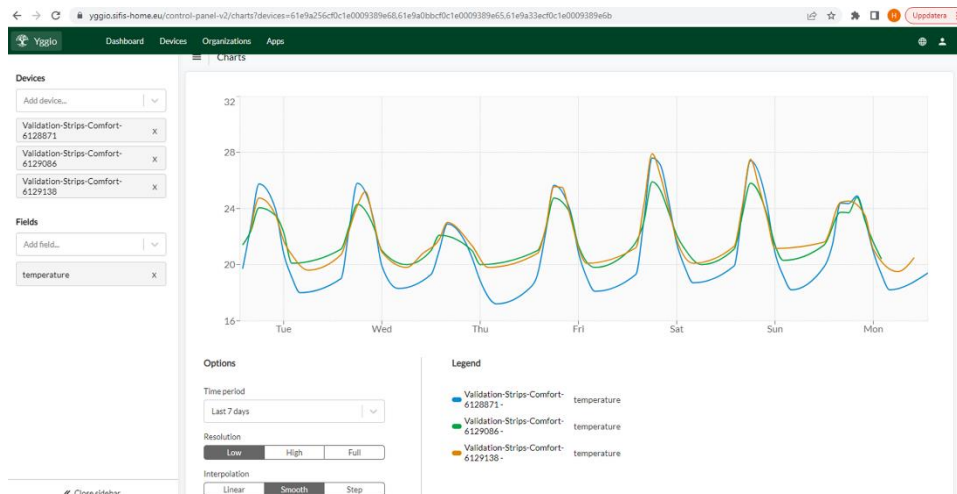 yggio.sifis-home.eu/control-panel-v2/charts?devices=61e9a256cf0c1e0009389e68,61e9a0bbcf0c1e0009389e65,61e9a33ecf0c1e0009389e6b
H
Uppdatera
Yggio Dashboard Devices Organizations Apps
Charts
Devices
Add device...
Validation-Strips-Comfort-
6128871 x
Validation-Strips-Comfort-
6129086 x
Validation-Strips-Comfort-
6129138 x
Fields
Add field...
temperature x
Close sidebar
32
28
24
20
16
Tue Wed Thu Fri Sat Sun Mon
Options
Time period
Last 7 days
Resolution
Low High Full
Interpolation
Linear Smooth Step
Legend
Validation-Strips-Comfort-
6128871 - temperature
Validation-Strips-Comfort-
6129086 - temperature
Validation-Strips-Comfort-
6129138 - temperature